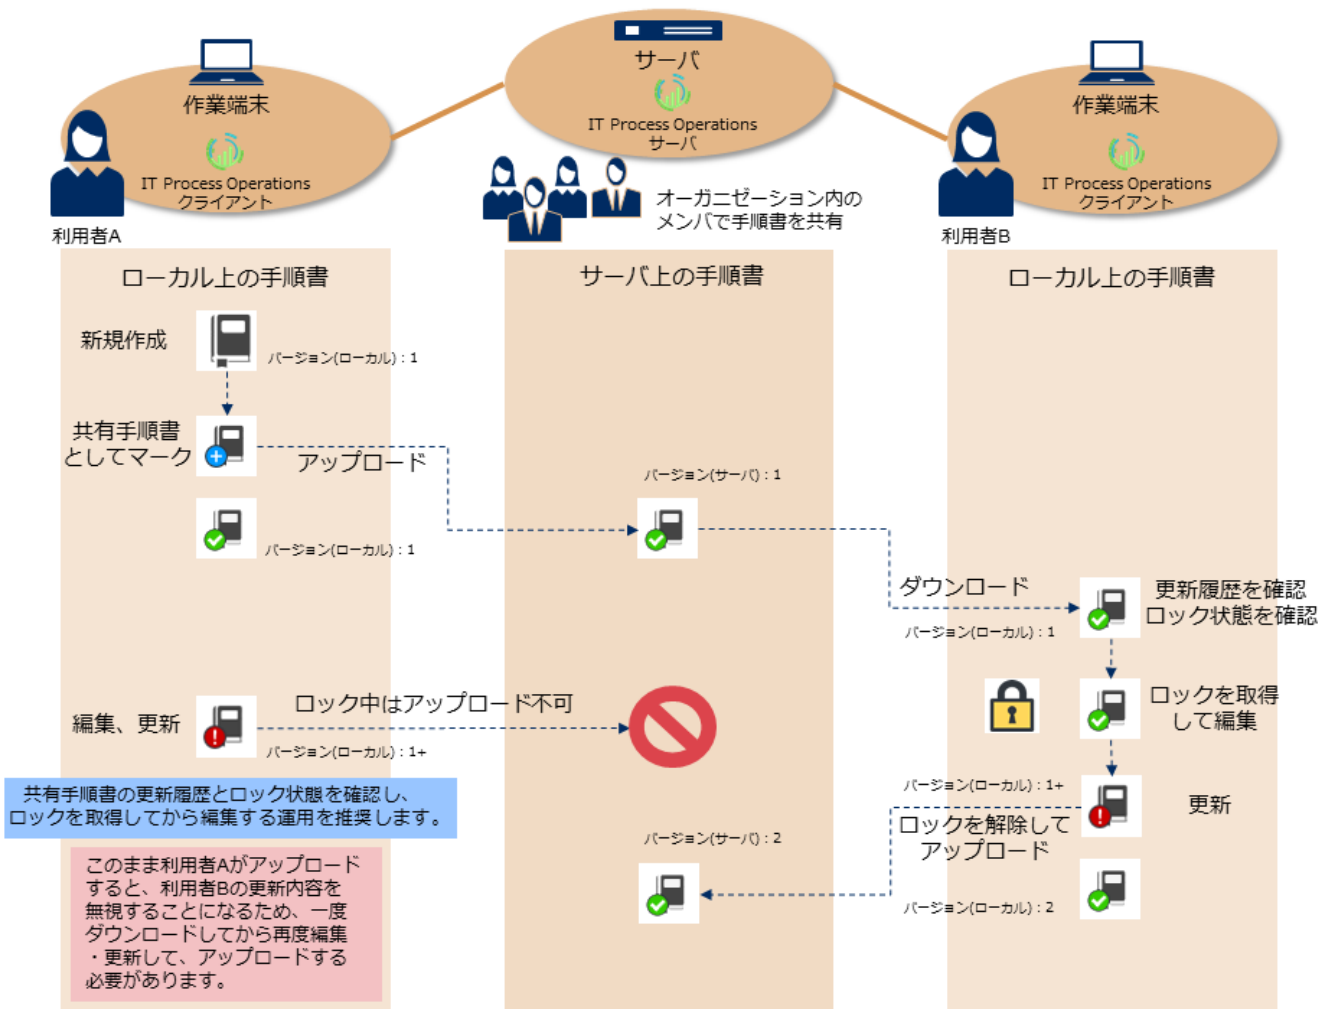 作業端末
IT Process Operations
クライアント
利用者A
サーバ
IT Process Operations
サーバ
オーガニゼーション内の
メンバで手順書を共有
作業端末
IT Process Operations
クライアント
利用者B
ローカル上の手順書
サーバ上の手順書
ローカル上の手順書
新規作成
バージョン(ローカル)：1
共有手順書
としてマーク
アップロード
バージョン(ローカル)：1
バージョン(サーバ)：1
ダウンロード
バージョン(ローカル)：1
更新履歴を確認
ロック状態を確認
ロックを取得
して編集
編集、更新
ロック中はアップロード不可
バージョン(ローカル)：1+
共有手順書の更新履歴とロック状態を確認し、
ロックを取得してから編集する運用を推奨します。
バージョン(ローカル)：1+
更新
ロックを解除して
アップロード
バージョン(サーバ)：2
バージョン(ローカル)：2
このまま利用者Aがアップロード
すると、利用者Bの更新内容を
無視することになるため、一度
ダウンロードしてから再度編集
・更新して、アップロードする
必要があります。